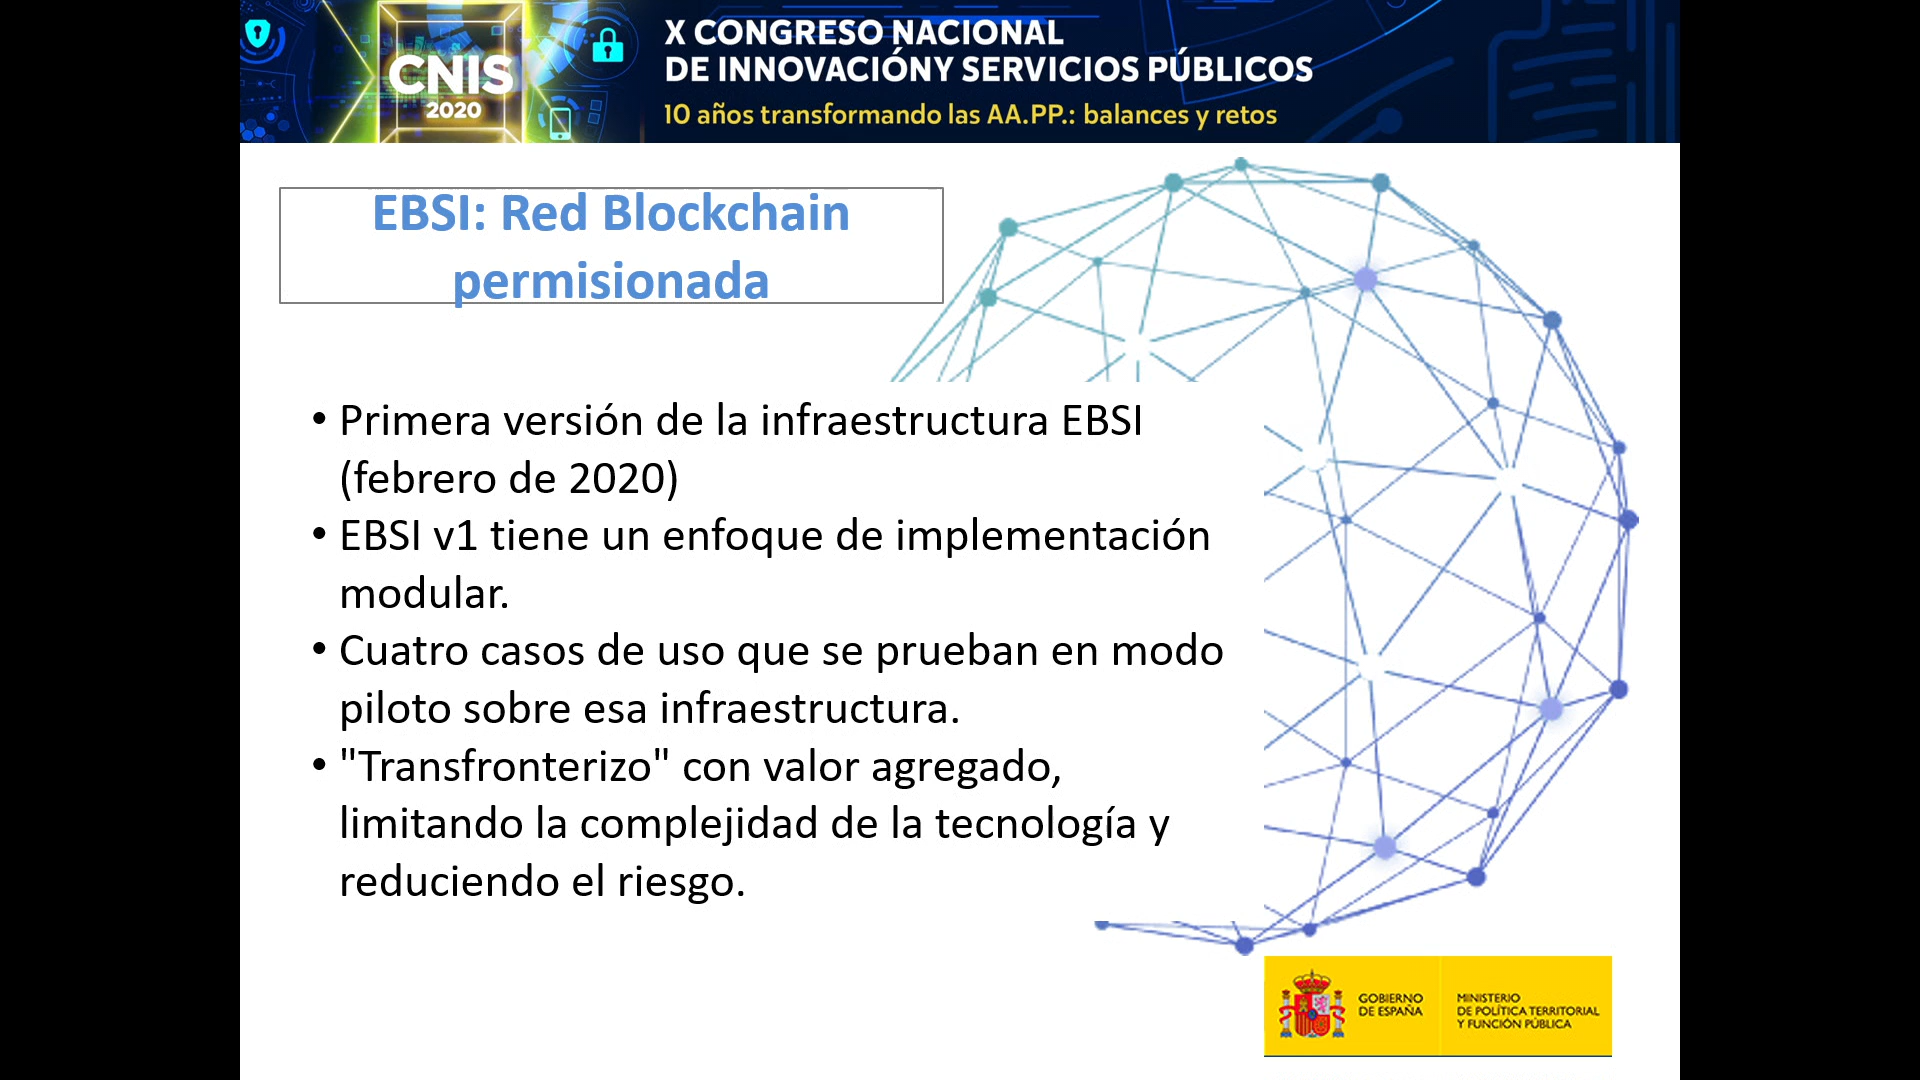 CNIS
2020
X CONGRESO NACIONAL
DE INNOVACIÓNY SERVICIOS PÚBLICOS
10 años transformando las AA.PP.: balances y retos
EBSI: Red Blockchain
permisionada
• Primera versión de la infraestructura EBSI
(febrero de 2020)
• EBSI v1 tiene un enfoque de implementación
modular.
• Cuatro casos de uso que se prueban en modo
piloto sobre esa infraestructura.
• "Transfronterizo" con valor agregado,
limitando la complejidad de la tecnología y
reduciendo el riesgo.
GOBIERNO
DE ESPAÑA
MINISTERIO
DE POLÍTICA TERRITORIAL
Y FUNCIÓN PÚBLICA